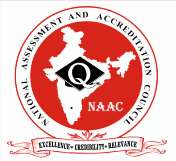 NATIONAL ASSESSMENT AND ACCREDITATION COUNCIL
Q
NAAC
EXCELLENCE • CREDIBILITY • RELEVANCE